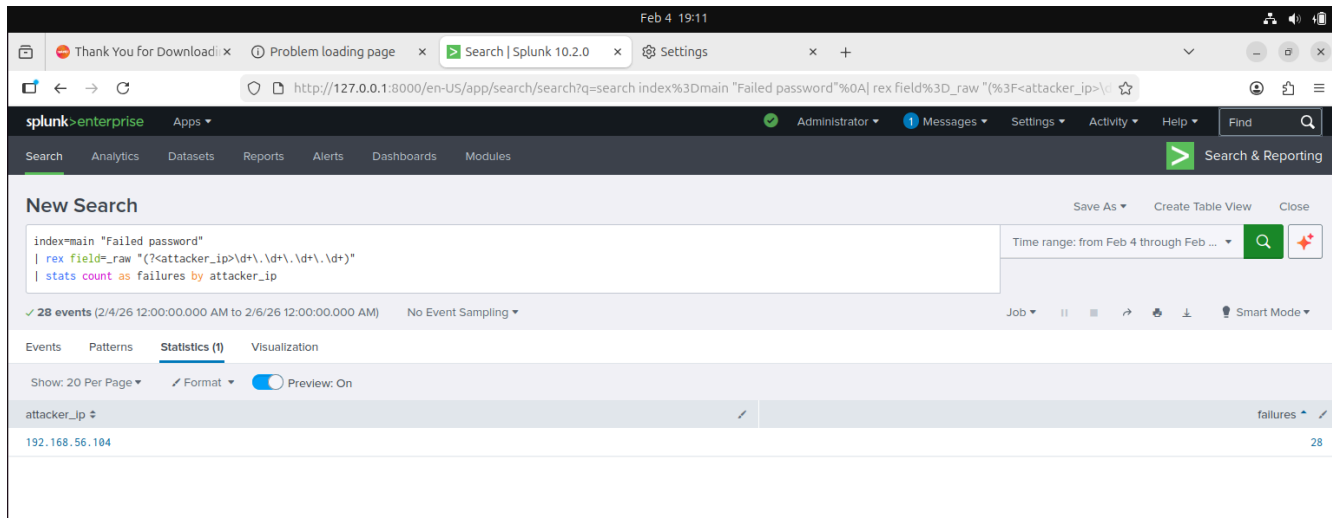 Feb 4 19:11
Thank You for Downloadi
Problem loading page
Search | Splunk 10.2.0
Settings
http://127.0.0.1:8000/en-US/app/search/search?q=search index%3Dmain "Failed password"%0A| rex field%3D_raw "(%3F<attacker_ip>\d
splunk>enterprise Apps Administrator 1 Messages Settings Activity Help Find
Search Analytics Datasets Reports Alerts Dashboards Modules Search & Reporting
New Search Save As Create Table View Close
index=main "Failed password"
| rex field=_raw "(?<attacker_ip>\d+\.\d+\.\d+\.\d+)"
| stats count as failures by attacker_ip
Time range: from Feb 4 through Feb ...
28 events (2/4/26 12:00:00.000 AM to 2/6/26 12:00:00.000 AM) No Event Sampling Job Smart Mode
Events Patterns Statistics (1) Visualization
Show: 20 Per Page Format Preview: On
attacker_ip failures
192.168.56.104 28